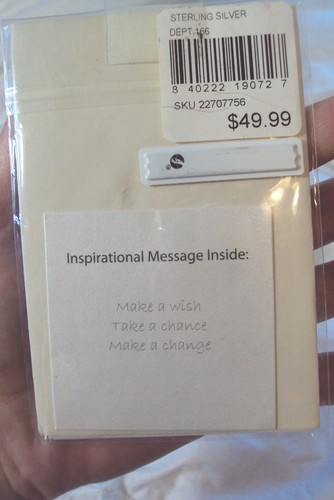 STERLING SILVER
DEPT.166
8 40222 19072 7
SKU 22707756
$49.99
Inspirational Message Inside:
Make a wish
Take a chance
Make a change